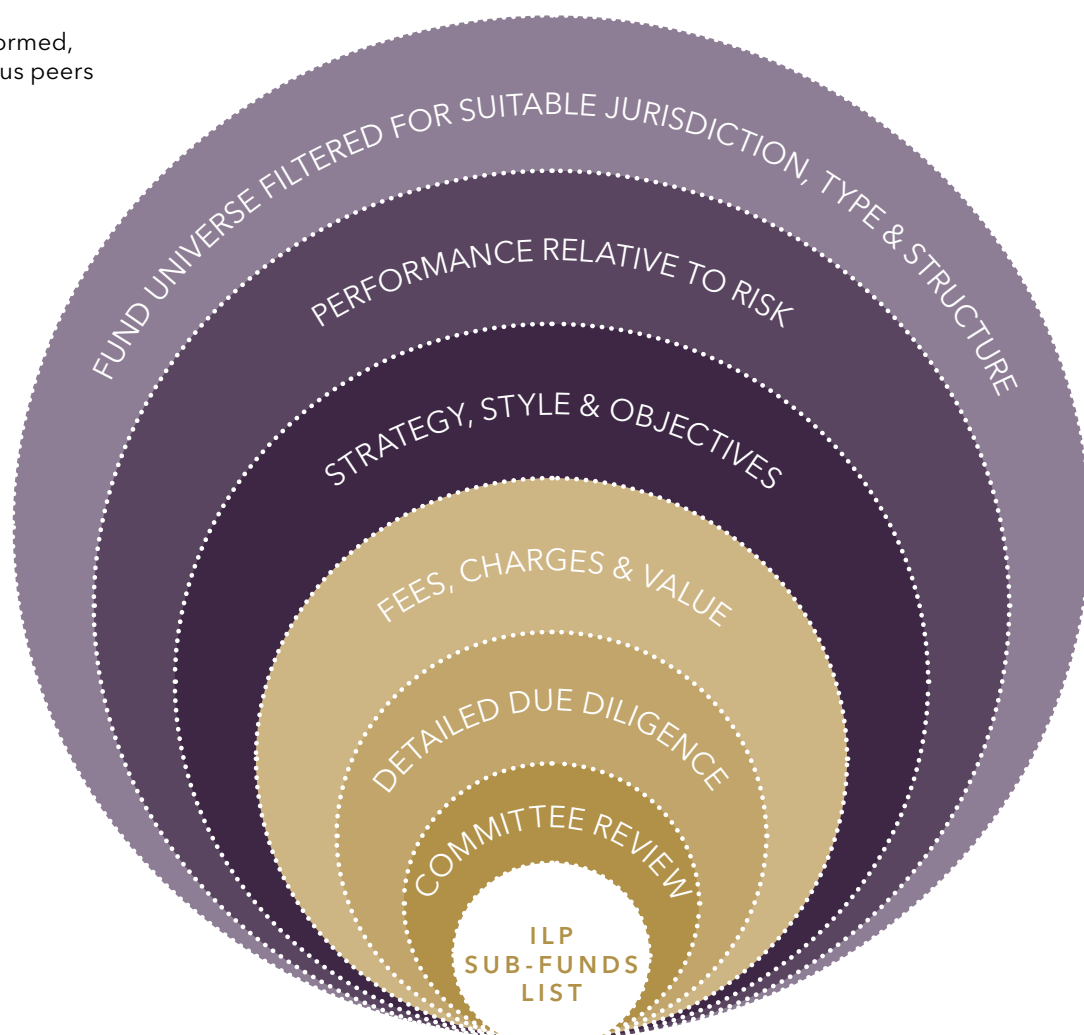 ormed,
us peers
FUND UNIVERSE FILTERED FOR SUITABLE JURISDICTION, TYPE & STRUCTURE
PERFORMANCE RELATIVE TO RISK
STRATEGY, STYLE & OBJECTIVES
FEES, CHARGES & VALUE
DETAILED DUE DILIGENCE
COMMITTEE REVIEW
ILP
SUB-FUNDS
LIST